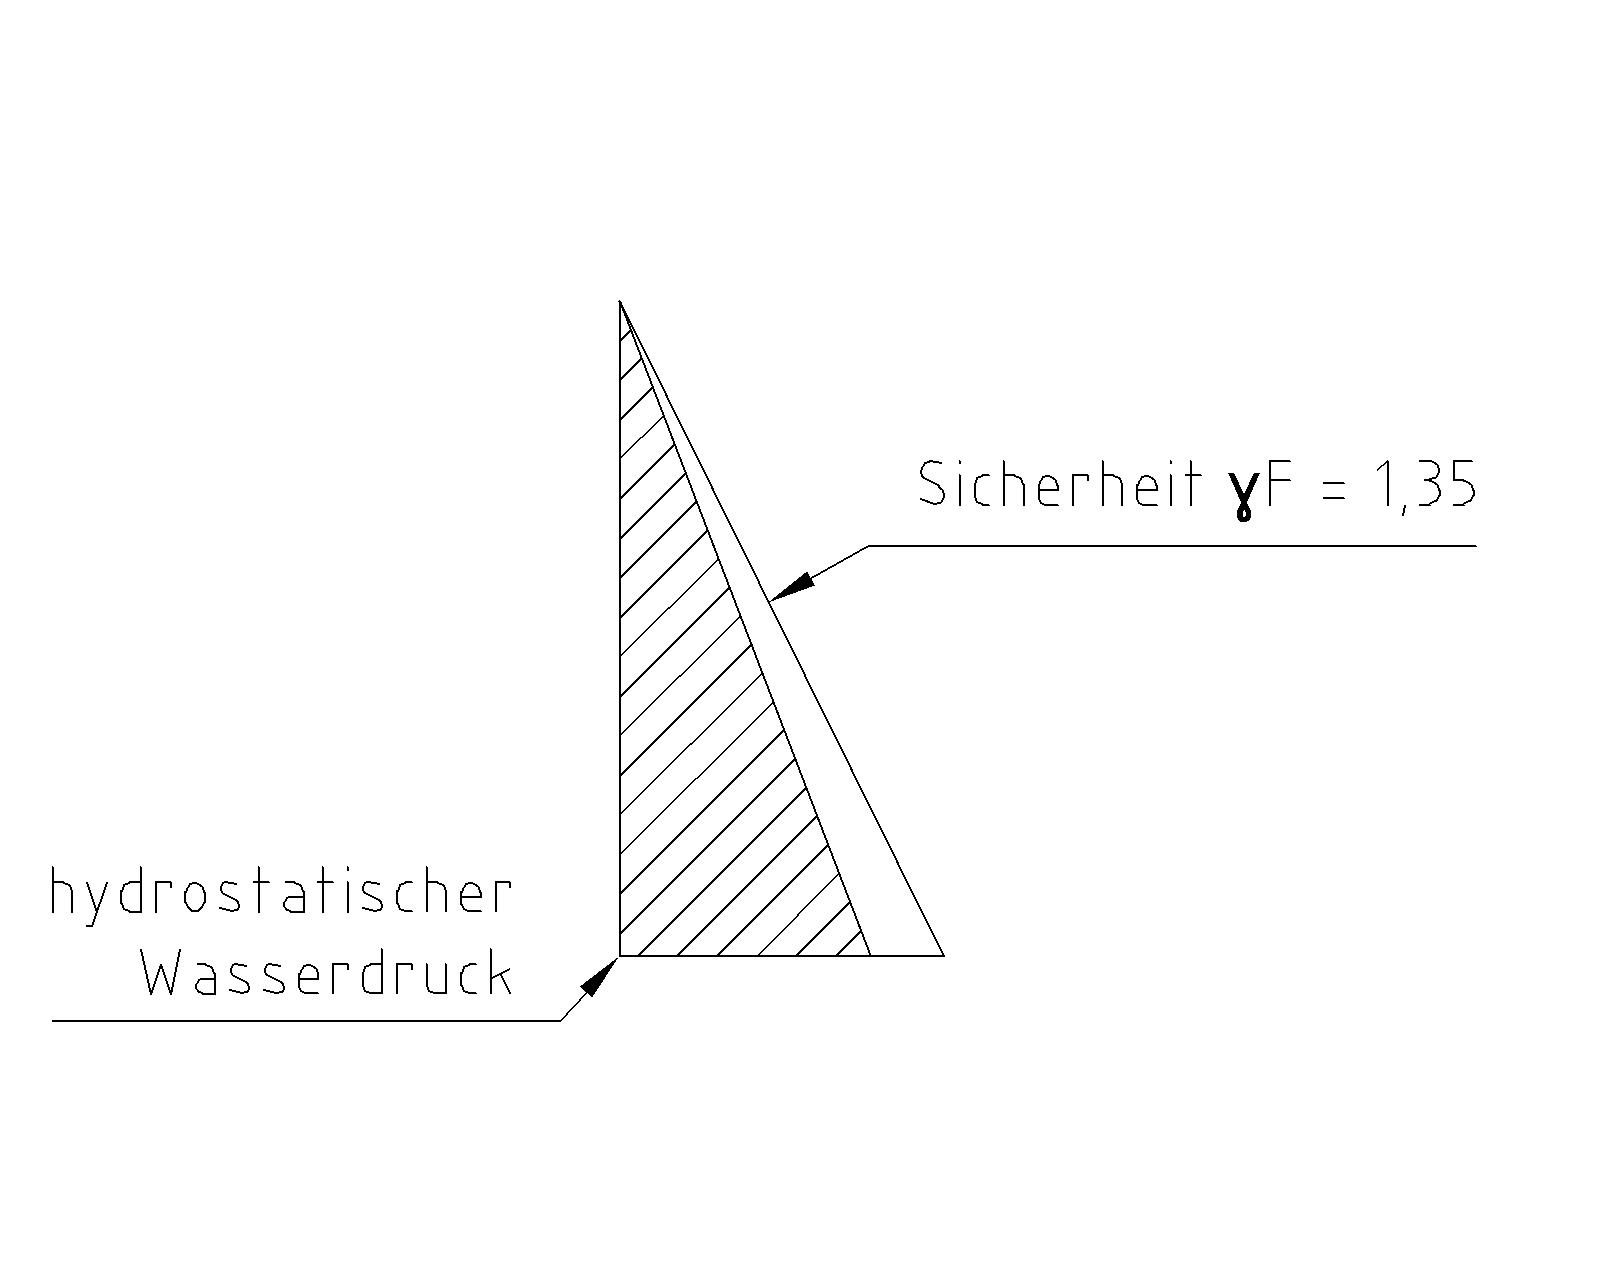 Sicherheit γF = 1,35
hydrostatischer
Wasserdruck